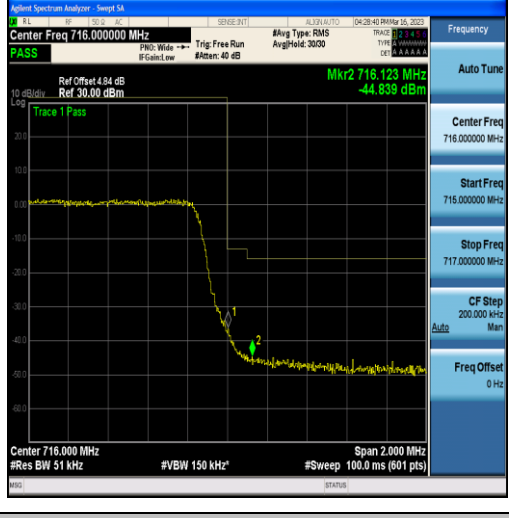 Agilent Spectrum Analyzer - Swept SA
RL RF 50 Ω AC SENSE:INT ALIGN AUTO 04:28:40 PM Mar 16, 2023
Center Freq 716.000000 MHz
PNO: Wide
IFGain:Low
Trig: Free Run
#Atten: 40 dB
#Avg Type: RMS
Avg|Hold: 30/30
TRACE 1 2 3 4 5 6
TYPE A WWWWW
DET A A A A A A
PASS
Frequency
Mkr2 716.123 MHz
-44.839 dBm
Ref Offset 4.84 dB
10 dB/div Ref 30.00 dBm
Log
Trace 1 Pass
20.0
10.0
0.00
-10.0
-20.0
-30.0
-40.0
-50.0
-60.0
1
2
Center 716.000 MHz Span 2.000 MHz
#Res BW 51 kHz #VBW 150 kHz* #Sweep 100.0 ms (601 pts)
MSG STATUS
Auto Tune
Center Freq
716.000000 MHz
Start Freq
715.000000 MHz
Stop Freq
717.000000 MHz
CF Step
200.000 kHz
Auto Man
Freq Offset
0 Hz